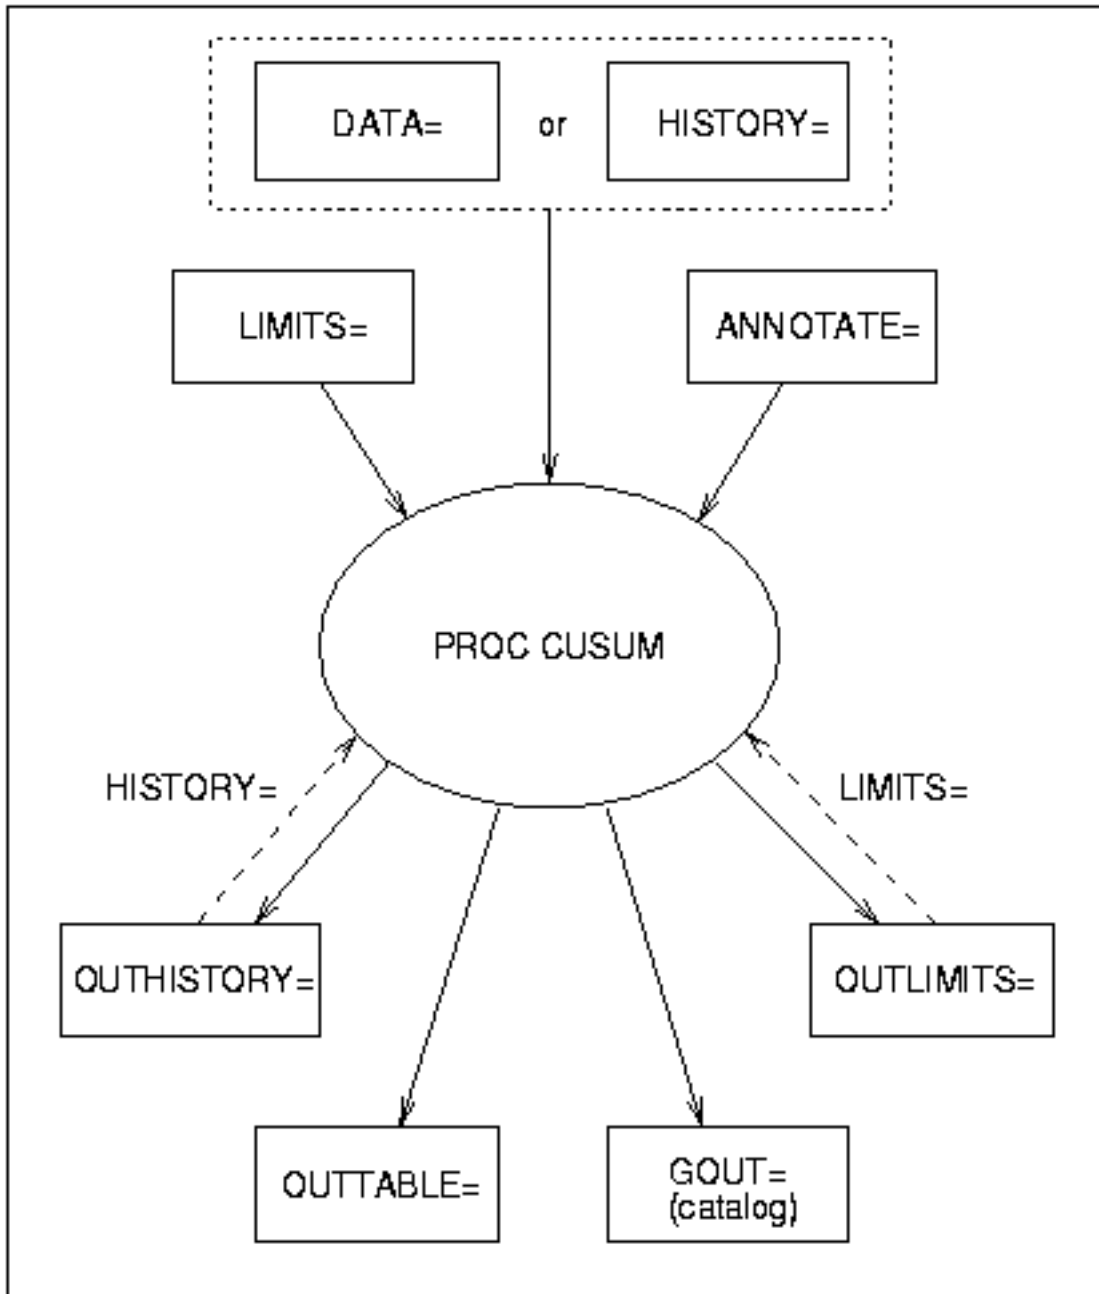 DATA= or HISTORY=
LIMITS=
ANNOTATE=
PROC CUSUM
HISTORY=
LIMITS=
OUTHISTORY=
OUTLIMITS=
OUTTABLE=
GOUT=
(catalog)